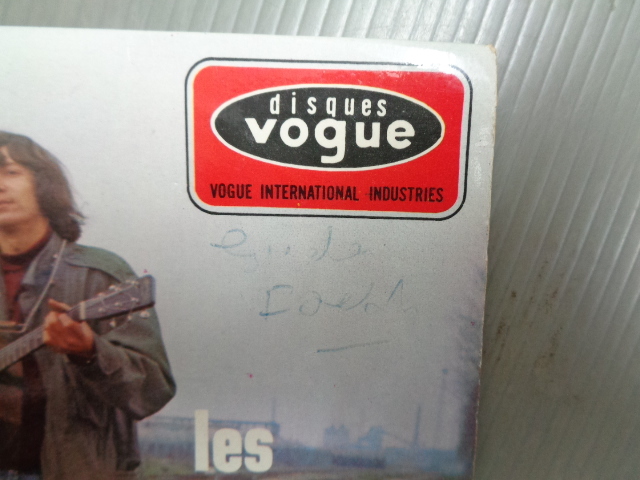 disques
vogue
VOGUE INTERNATIONAL INDUSTRIES
les